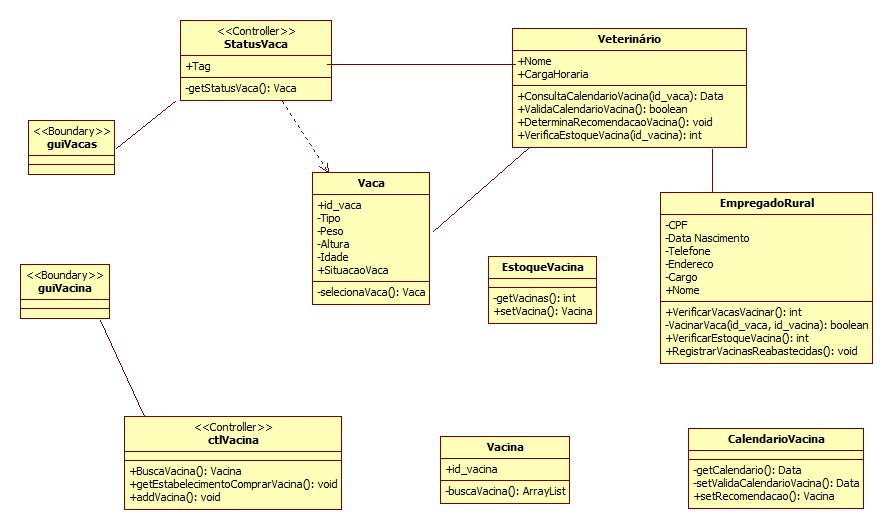 <<Controller>>
StatusVaca
+Tag
-getStatusVaca(): Vaca
Veterinário
+Nome
+CargaHoraria
+ConsultaCalendarioVacina(id_vaca): Data
+ValidaCalendarioVacina(): boolean
+DeterminaRecomendacaoVacina(): void
+VerificaEstoqueVacina(id_vacina): int
<<Boundary>>
guiVacas
Vaca
+id_vaca
-Tipo
-Peso
-Altura
-Idade
+SituacaoVaca
-selecionaVaca(): Vaca
EmpregadoRural
-CPF
-Data Nascimento
-Telefone
-Endereco
-Cargo
+Nome
+VerificarVacasVacinar(): int
-VacinarVaca(id_vaca, id_vacina): boolean
+VerificarEstoqueVacina(): int
+RegistrarVacinasReabastecidas(): void
<<Boundary>>
guiVacina
EstoqueVacina
-getVacinas(): int
+setVacina(): Vacina
<<Controller>>
ctlVacina
+BuscaVacina(): Vacina
+getEstabelecimentoComprarVacina(): void
+addVacina(): void
Vacina
+id_vacina
-buscaVacina(): ArrayList
CalendarioVacina
-getCalendario(): Data
-setValidaCalendarioVacina(): Data
+setRecomendacao(): Vacina